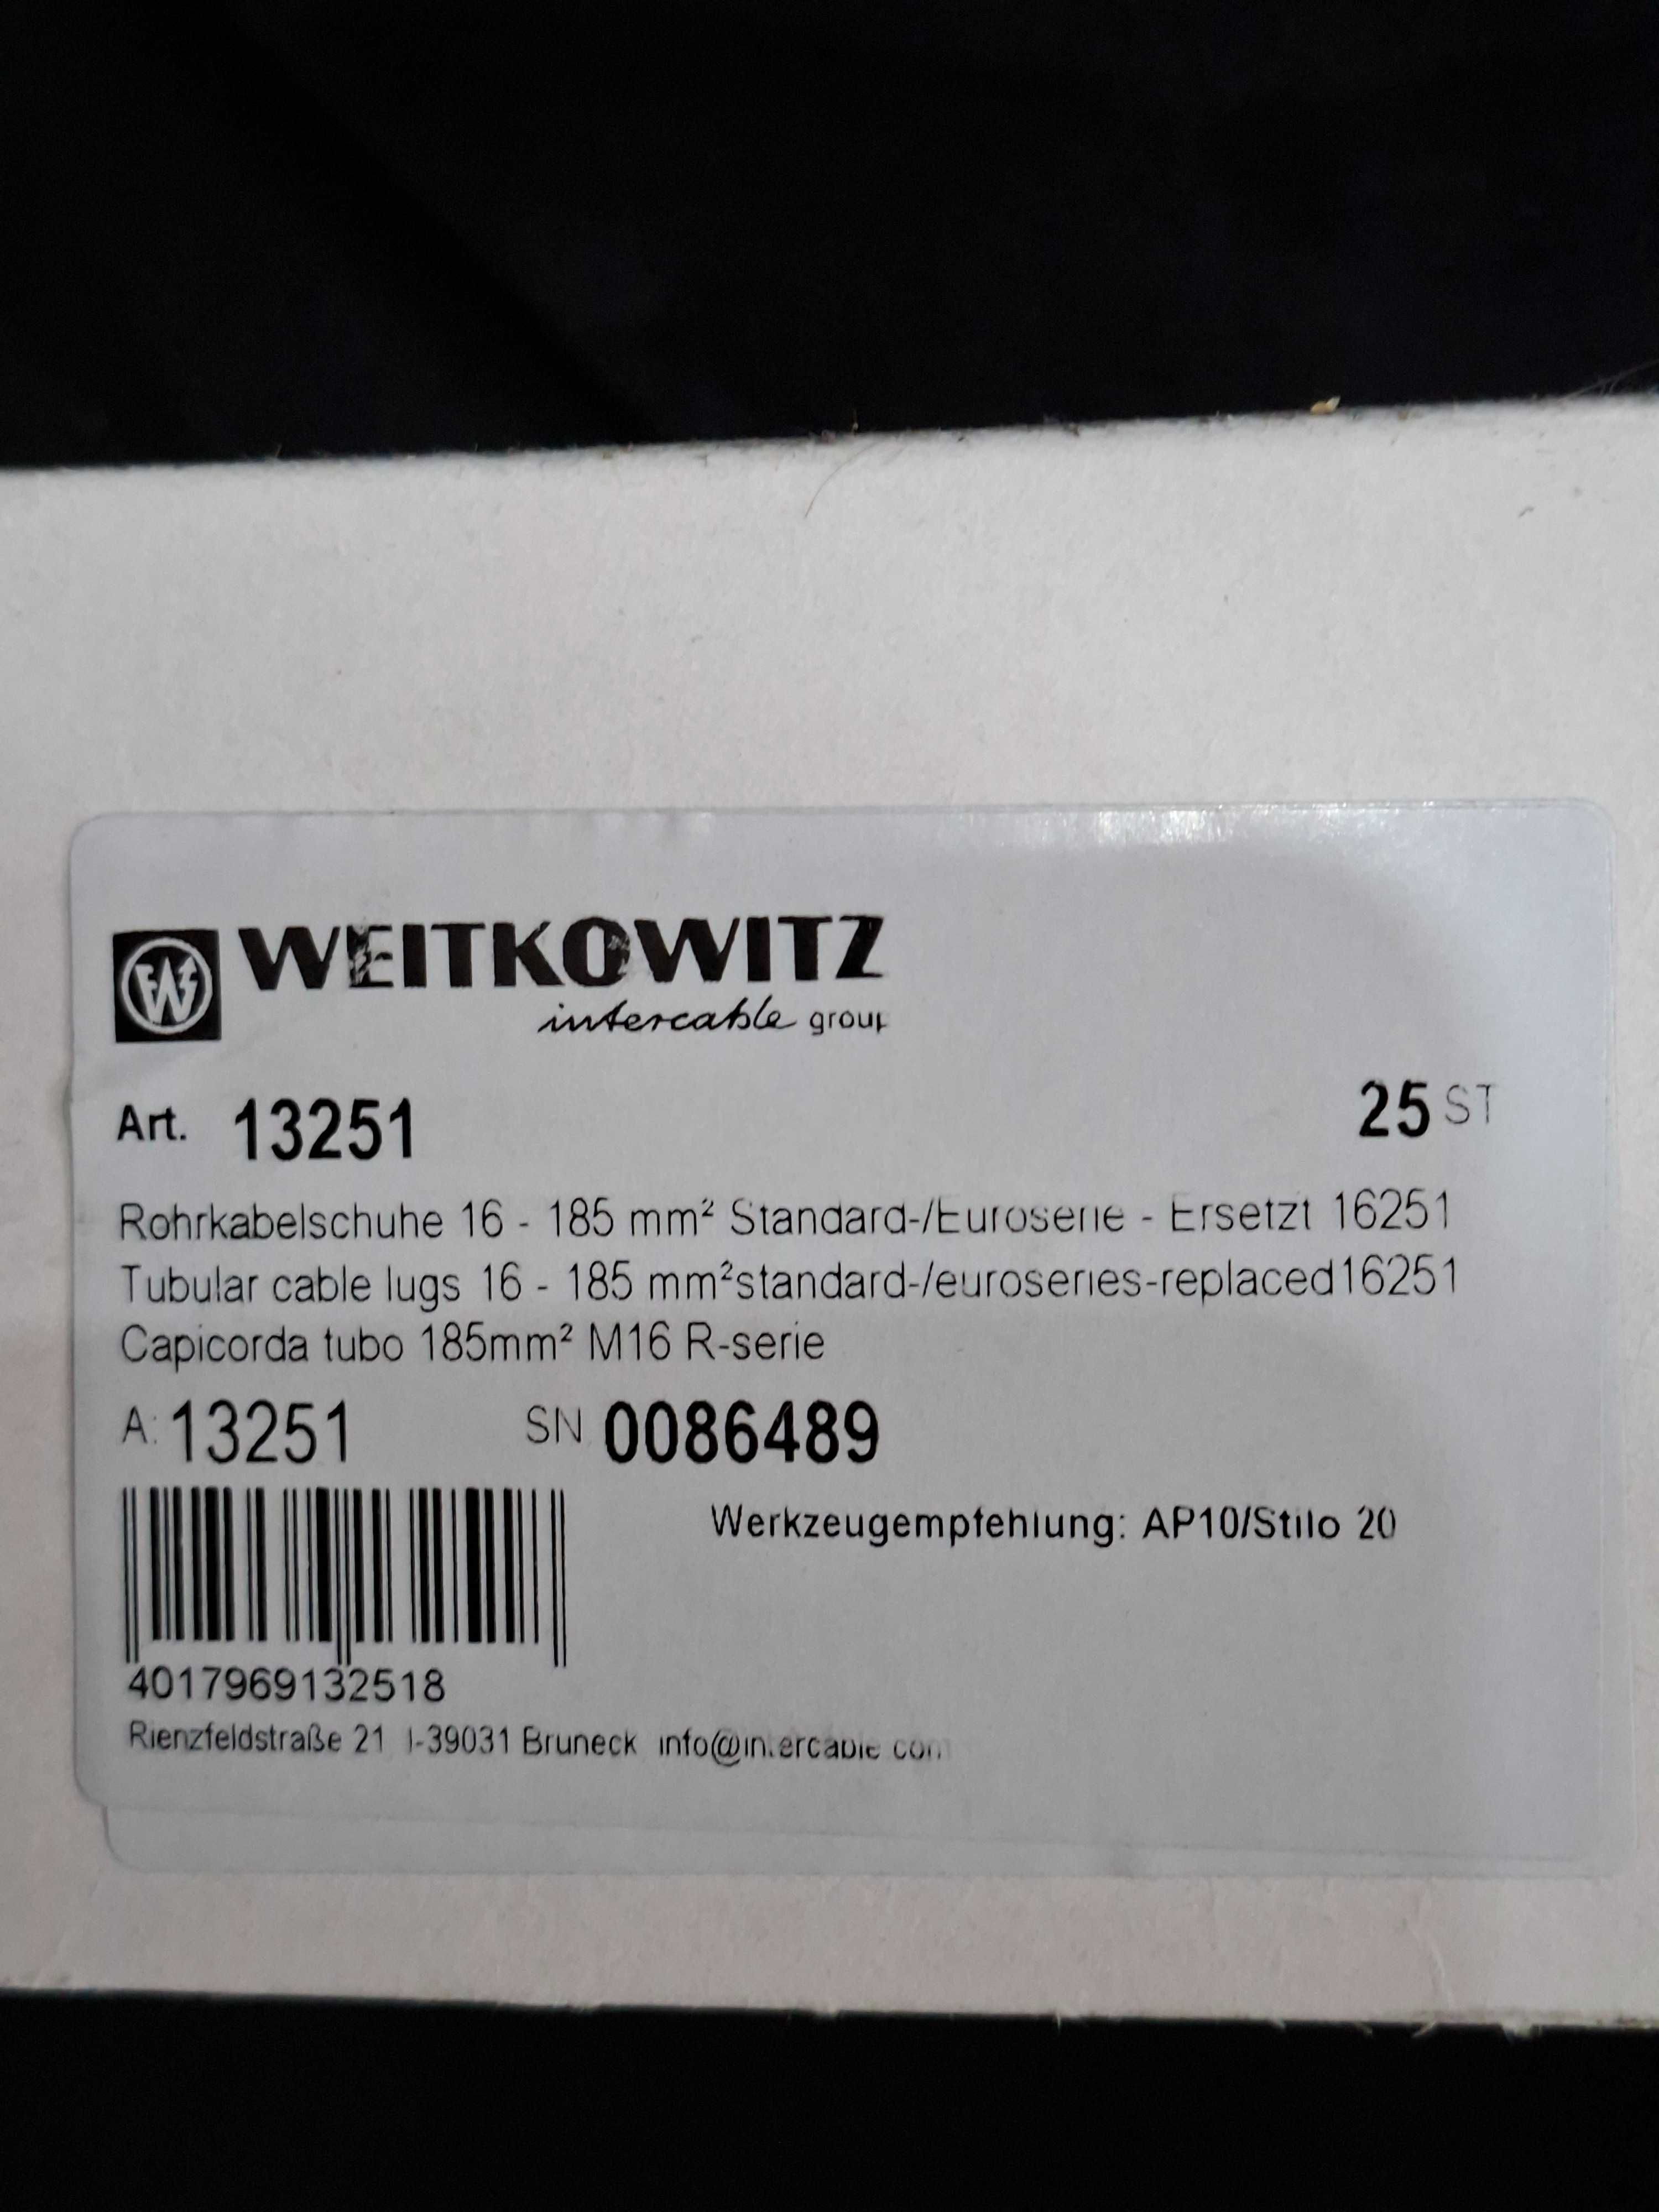 WEITKOWITZ
intercable group
Art. 13251 25 ST
Rohrkabelschuhe 16 - 185 mm² Standard-/Euroserie - Ersetzt 16251
Tubular cable lugs 16 - 185 mm²standard-/euroseries-replaced16251
Capicorda tubo 185mm² M16 R-serie
A: 13251 SN 0086489
Werkzeugempfehlung: AP10/Stilo 20
4017969132518
Rienzfeldstraße 21 I-39031 Bruneck info@intercable.com